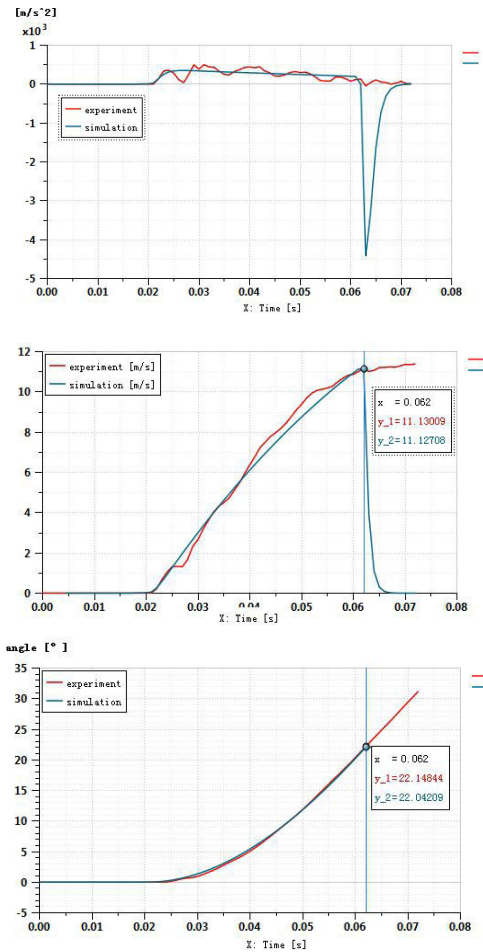 [m/s^2]
x10³
1
0
-1
-2
-3
-4
-5
experiment
simulation
0.00 0.01 0.02 0.03 0.04 0.05 0.06 0.07 0.08
X: Time [s]
12
10
8
6
4
2
0
experiment [m/s]
simulation [m/s]
x = 0.062
y_1=11.13009
y_2=11.12708
0.00 0.01 0.02 0.03 0.04 0.05 0.06 0.07 0.08
X: Time [s]
angle [° ]
35
30
25
20
15
10
5
0
-5
experiment
simulation
x = 0.062
y_1=22.14844
y_2=22.04209
0.00 0.01 0.02 0.03 0.04 0.05 0.06 0.07 0.08
X: Time [s]